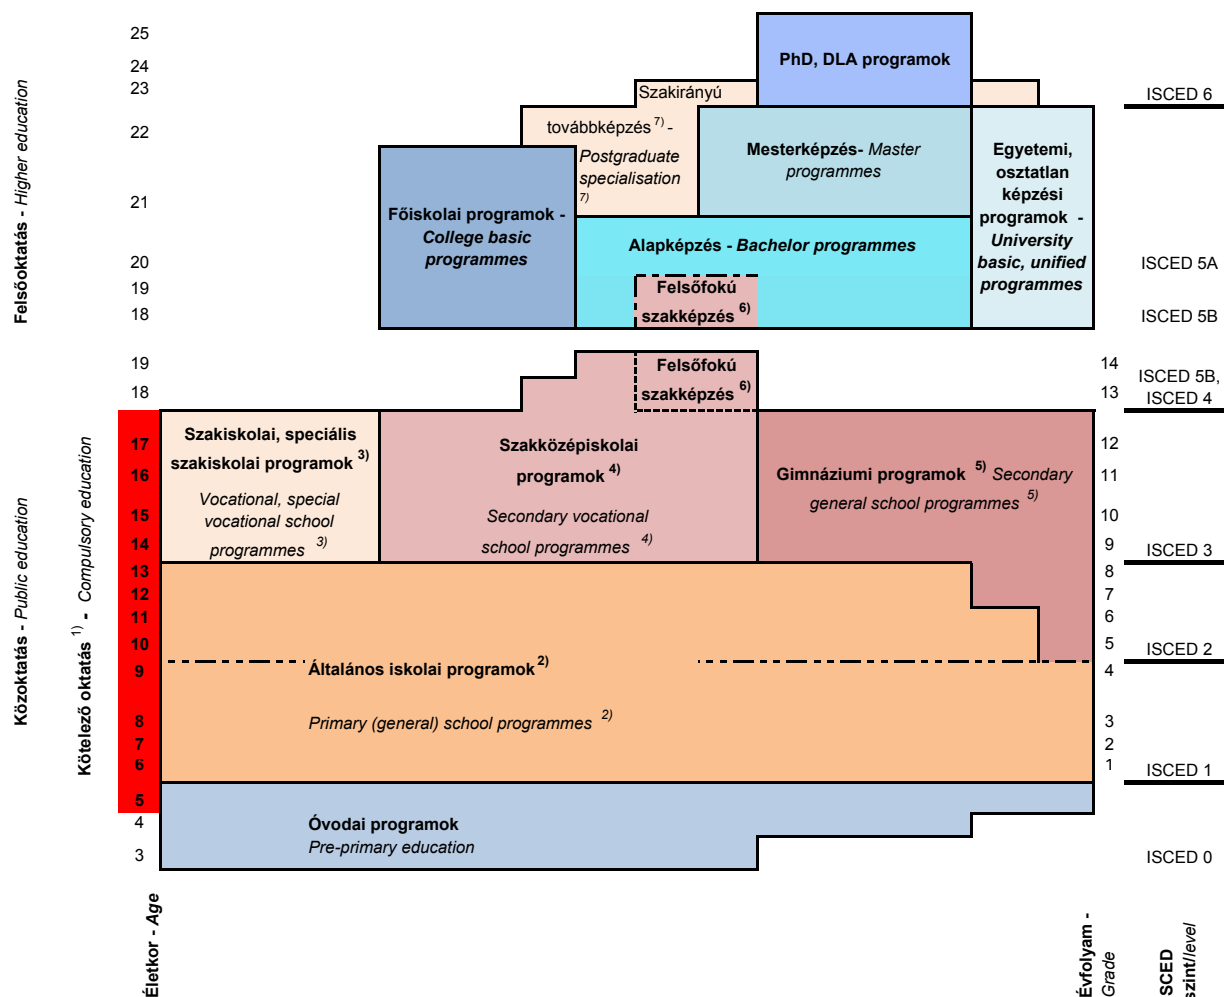 25
24
23
22
21
20
19
18
PhD, DLA programok
Szakirányú
továbbképzés 7) -
Postgraduate
specialisation
7)
Mesterképzés- Master
programmes
Egyetemi,
osztatlan
képzési
programok -
University
basic, unified
programmes
Főiskolai programok -
College basic
programmes
Alapképzés - Bachelor programmes
Felsőfokú
szakképzés 6)
ISCED 6
ISCED 5A
ISCED 5B
Felsőoktatás - Higher education
19
18
Felsőfokú
szakképzés 6)
14
13
ISCED 5B,
ISCED 4
17
16
15
14
13
12
11
10
9
8
7
6
5
4
3
Szakiskolai, speciális
szakiskolai programok 3)
Vocational, special
vocational school
programmes 3)
Szakközépiskolai
programok 4)
Secondary vocational
school programmes 4)
Gimnáziumi programok 5) Secondary
general school programmes 5)
12
11
10
9
8
7
6
5
4
3
2
1
ISCED 3
ISCED 2
ISCED 1
ISCED 0
Általános iskolai programok 2)
Primary (general) school programmes 2)
Óvodai programok
Pre-primary education
Közoktatás - Public education
Kötelező oktatás 1) - Compulsory education
Életkor - Age
Évfolyam -
Grade
SCED
szint/level